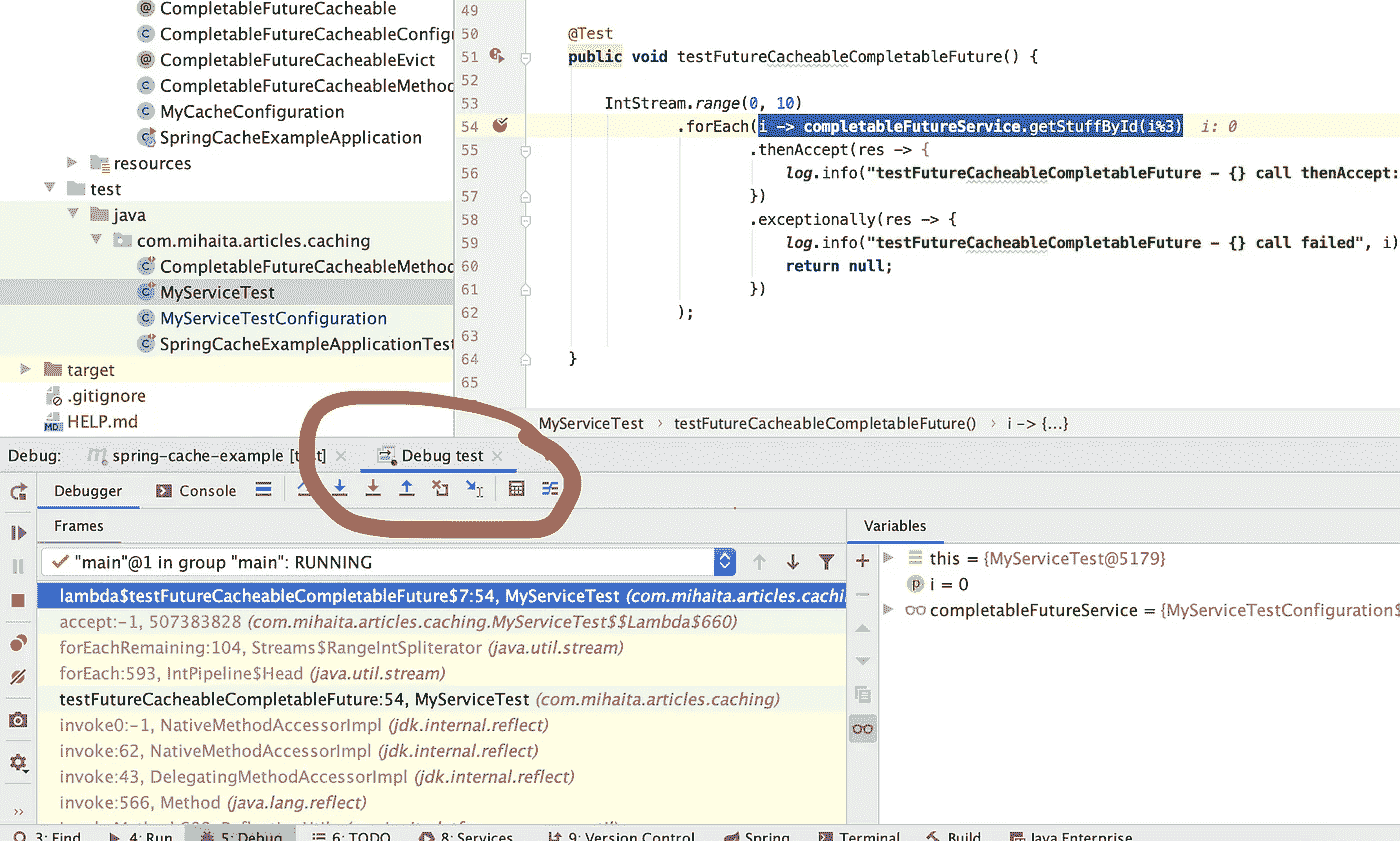 CompletableFutureCacheable
CompletableFutureCacheableConfigu
CompletableFutureCacheableEvict
CompletableFutureCacheableMethod
MyCacheConfiguration
SpringCacheExampleApplication
resources
test
java
com.mihaita.articles.caching
CompletableFutureCacheableMethod
MyServiceTest
MyServiceTestConfiguration
SpringCacheExampleApplicationTest
target
.gitignore
HELP.md
49
50 @Test
51 public void testFutureCacheableCompletableFuture() {
52
53 IntStream.range(0, 10)
54 .forEach(i -> completableFutureService.getStuffById(i%3) i: 0
55 .thenAccept(res -> {
56 log.info("testFutureCacheableCompletableFuture – {} call thenAccept:
57 })
58 .exceptionally(res -> {
59 log.info("testFutureCacheableCompletableFuture – {} call failed", i)
60 return null;
61 })
62 );
63
64 }
65
MyServiceTest › testFutureCacheableCompletableFuture() › i -> {...}
Debug: spring-cache-example [test] × Debug test ×
Debugger Console
Frames
"main"@1 in group "main": RUNNING
lambda$testFutureCacheableCompletableFuture$7:54, MyServiceTest (com.mihaita.articles.cachi
accept:-1, 507383828 (com.mihaita.articles.caching.MyServiceTest$$Lambda$660)
forEachRemaining:104, Streams$RangeIntSpliterator (java.util.stream)
forEach:593, IntPipeline$Head (java.util.stream)
testFutureCacheableCompletableFuture:54, MyServiceTest (com.mihaita.articles.caching)
invoke0:-1, NativeMethodAccessorImpl (jdk.internal.reflect)
invoke:62, NativeMethodAccessorImpl (jdk.internal.reflect)
invoke:43, DelegatingMethodAccessorImpl (jdk.internal.reflect)
invoke:566, Method (java.lang.reflect)
Variables
this = {MyServiceTest@5179}
i = 0
completableFutureService = {MyServiceTestConfiguration$
3: Find 4: Run 5: Debug 6: TODO 8: Services 9: Version Control Spring Terminal Build Java Enterprise